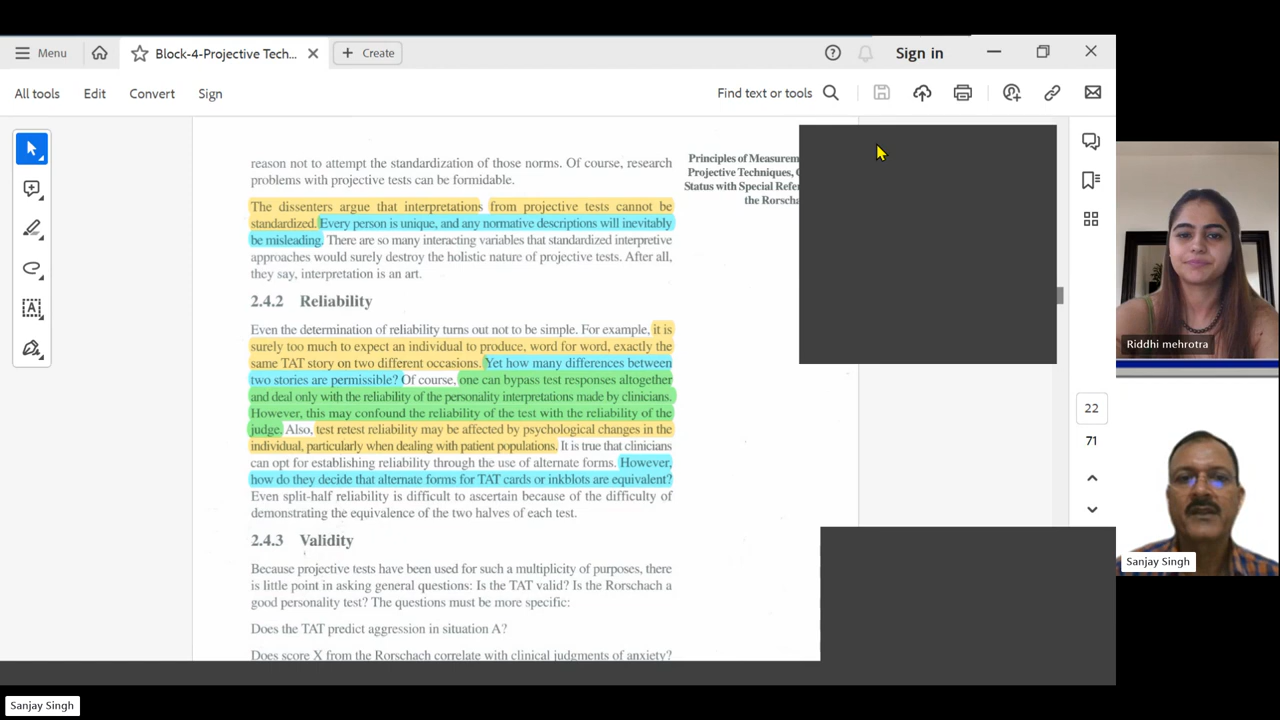 Menu
Block-4-Projective Tech...
Create
Sign in
All tools
Edit
Convert
Sign
Find text or tools
reason not to attempt the standardization of those norms. Of course, research
problems with projective tests can be formidable.
Principles of Measurem
Projective Techniques,
Status with Special Refer
the Rorscha
The dissenters argue that interpretations from projective tests cannot be
standardized. Every person is unique, and any normative descriptions will inevitably
be misleading. There are so many interacting variables that standardized interpretive
approaches would surely destroy the holistic nature of projective tests. After all,
they say, interpretation is an art.
2.4.2 Reliability
Even the determination of reliability turns out not to be simple. For example, it is
surely too much to expect an individual to produce, word for word, exactly the
same TAT story on two different occasions. Yet how many differences between
two stories are permissible? Of course, one can bypass test responses altogether
and deal only with the reliability of the personality interpretations made by clinicians.
However, this may confound the reliability of the test with the reliability of the
judge. Also, test retest reliability may be affected by psychological changes in the
individual, particularly when dealing with patient populations. It is true that clinicians
can opt for establishing reliability through the use of alternate forms. However,
how do they decide that alternate forms for TAT cards or inkblots are equivalent?
Even split-half reliability is difficult to ascertain because of the difficulty of
demonstrating the equivalence of the two halves of each test.
2.4.3 Validity
Because projective tests have been used for such a multiplicity of purposes, there
is little point in asking general questions: Is the TAT valid? Is the Rorschach a
good personality test? The questions must be more specific:
Does the TAT predict aggression in situation A?
Does score X from the Rorschach correlate with clinical judgments of anxiety?
22
71
Riddhi mehrotra
Sanjay Singh
Sanjay Singh